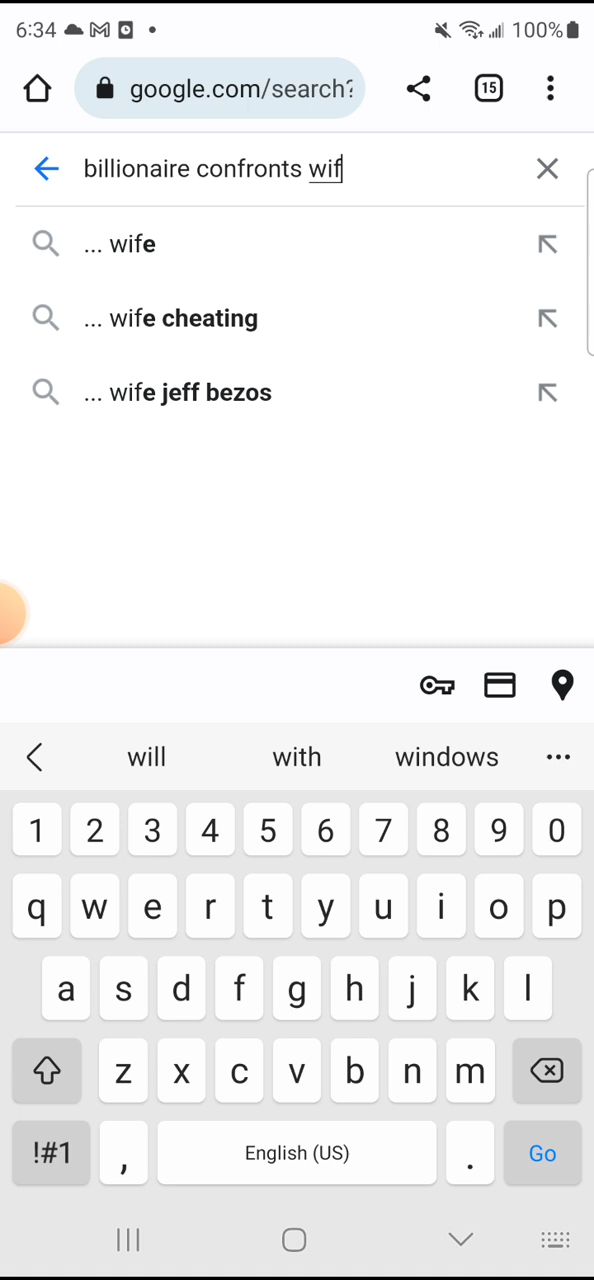 6:34 100%
google.com/search?
15
billionaire confronts wif
... wife
... wife cheating
... wife jeff bezos
will with windows
1 2 3 4 5 6 7 8 9 0
q w e r t y u i o p
a s d f g h j k l
z x c v b n m
!#1 , English (US) . Go